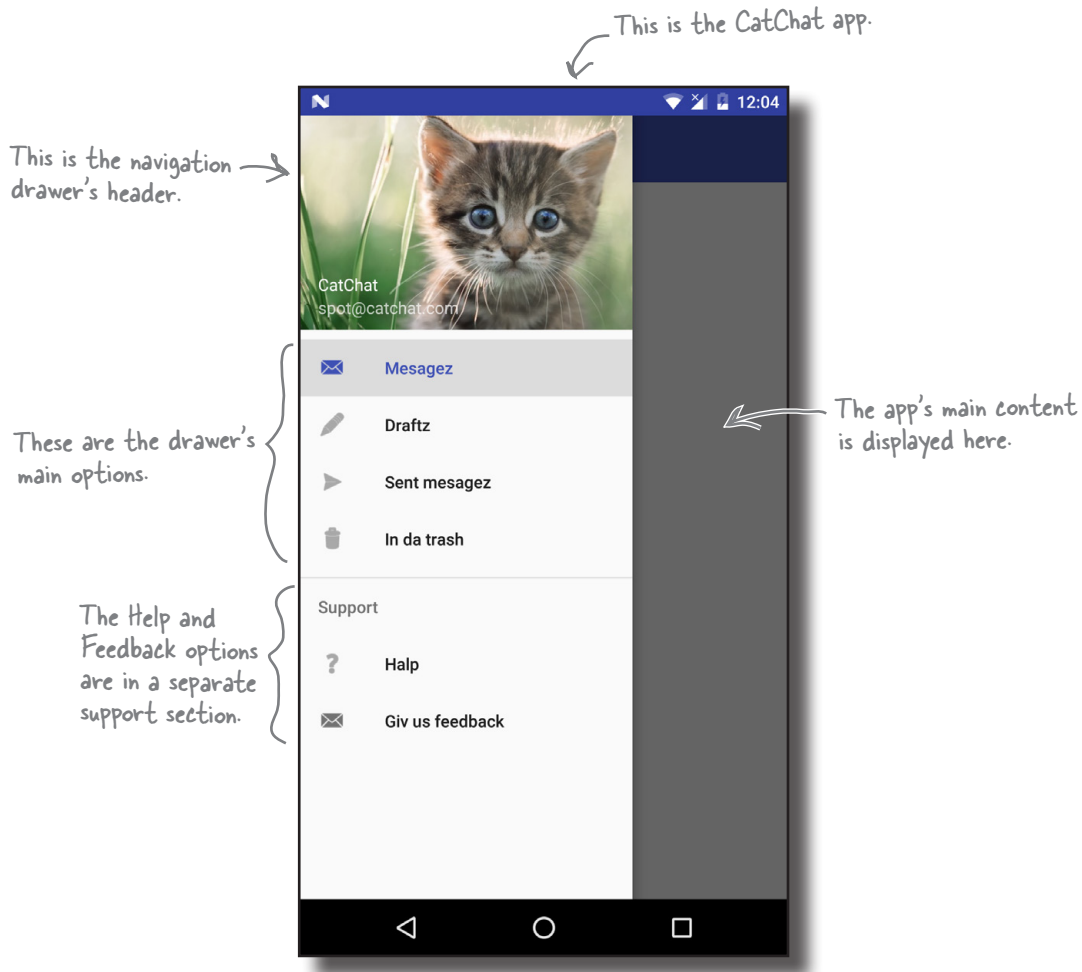 This is the CatChat app.
12:04
This is the navigation
drawer's header.
CatChat
spot@catchat.com
Mesagez
These are the drawer's
main options.
Draftz
The app's main content
is displayed here.
Sent mesagez
In da trash
The Help and
Feedback options
are in a separate
support section.
Support
Halp
Giv us feedback